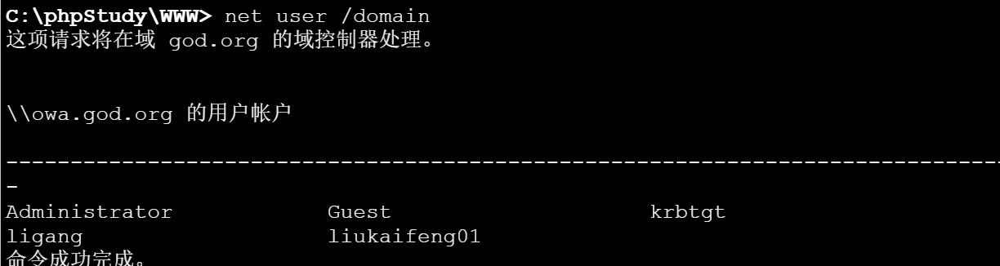 C:\phpStudy\WWW> net user /domain
这项请求将在域 god.org 的域控制器处理。
\\owa.god.org 的用户帐户
-------------------------------------------------------------------------------
Administrator Guest krbtgt
ligang liukaifeng01
命令成功完成。